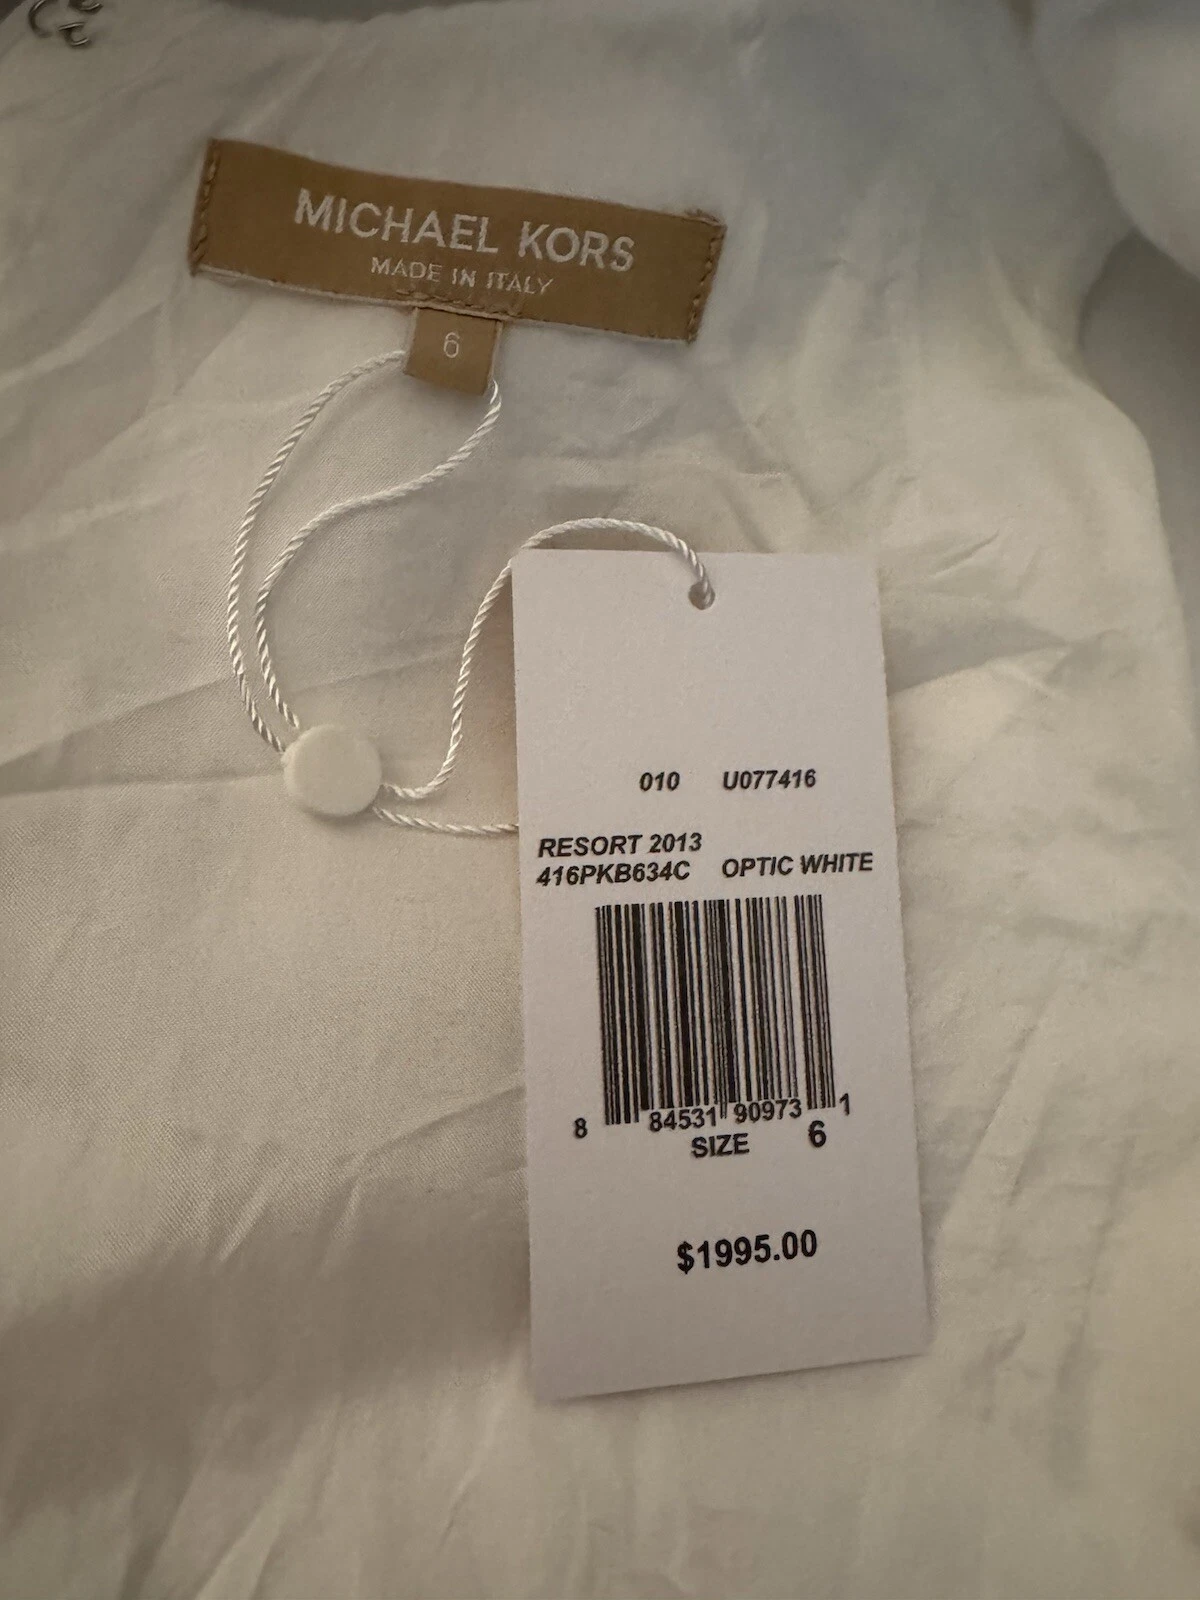 MICHAEL KORS
MADE IN ITALY
6
010 U077416
RESORT 2013
416PKB634C OPTIC WHITE
8 84531 90973 1
SIZE 6
$1995.00